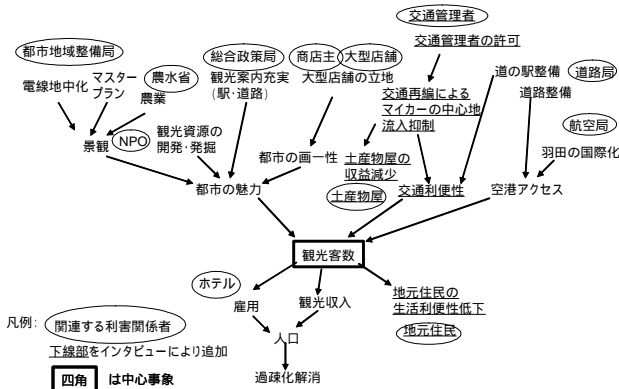 交通管理者
交通管理者の許可
都市地域整備局
電線地中化
マスター
プラン
農水省
農業
総合政策局
観光案内充実
(駅・道路)
商店主
大型店舗
大型店舗の立地
交通再編による
マイカーの中心地
流入抑制
道の駅整備
道路局
道路整備
航空局
羽田の国際化
景観
NPO
観光資源の
開発・発掘
都市の画一性
土産物屋の
収益減少
土産物屋
都市の魅力
交通利便性
空港アクセス
観光客数
ホテル
雇用
観光収入
地元住民の
生活利便性低下
地元住民
人口
過疎化解消
凡例:
関連する利害関係者
下線部をインタビューにより追加
四角 は中心事象